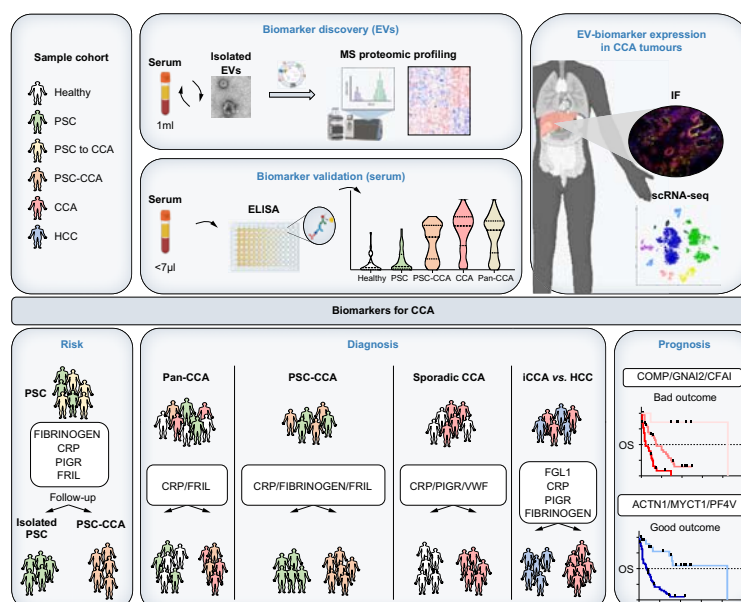 Sample cohort
Healthy
PSC
PSC to CCA
PSC-CCA
CCA
HCC
Biomarker discovery (EVs)
Serum
Isolated
EVs
MS proteomic profiling
1ml
Biomarker validation (serum)
Serum
ELISA
<7µl
Healthy PSC PSC-CCA CCA Pan-CCA
EV-biomarker expression
in CCA tumours
IF
scRNA-seq
Biomarkers for CCA
Risk
PSC
FIBRINOGEN
CRP
PIGR
FRIL
Follow-up
Isolated
PSC
PSC-CCA
Diagnosis
Pan-CCA
CRP/FRIL
PSC-CCA
CRP/FIBRINOGEN/FRIL
Sporadic CCA
CRP/PIGR/VWF
iCCA vs. HCC
FGL1
CRP
PIGR
FIBRINOGEN
Prognosis
COMP/GNAI2/CFAI
Bad outcome
OS
ACTN1/MYCT1/PF4V
Good outcome
OS